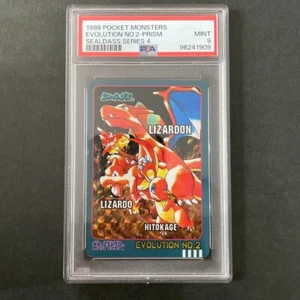 1998 POCKET MONSTERS
EVOLUTION NO.2-PRISM
SEALDASS SERIES 4
MINT
9
PSA
96241909
LIZARDON
LIZARDO
HITOKAGE
EVOLUTION NO.2